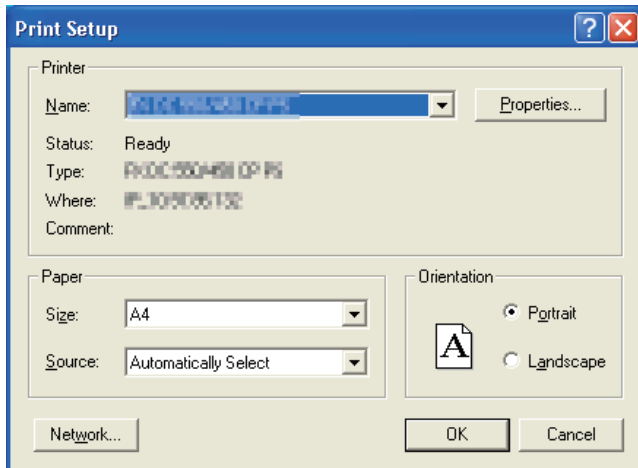 Print Setup
Printer
Name:
Properties...
Status: Ready
Type:
Where:
Comment:
Paper
Size: A4
Source: Automatically Select
Orientation
A
Portrait
Landscape
Network...
OK
Cancel